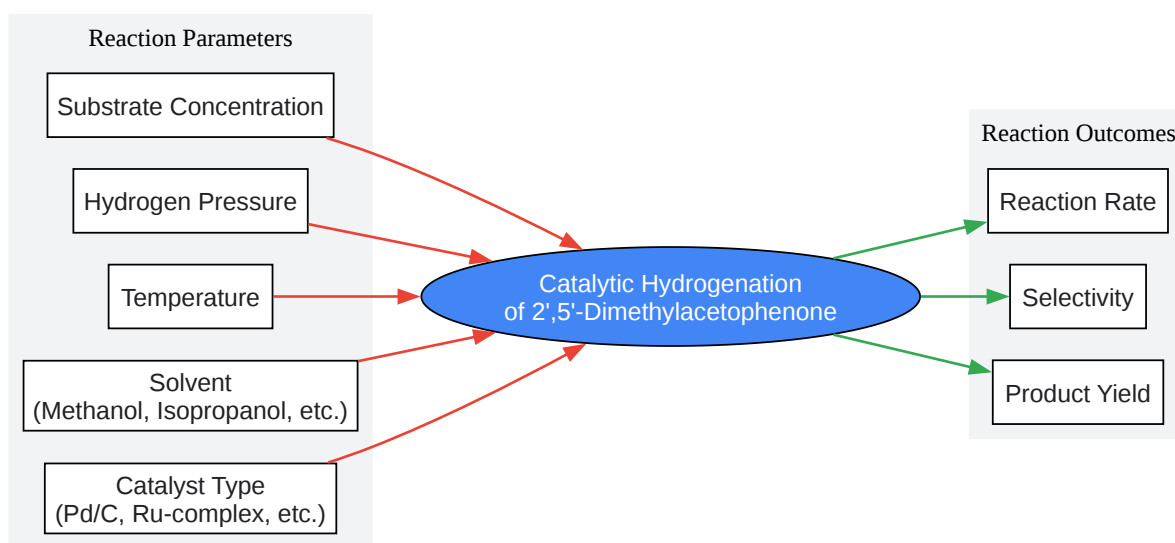 Reaction Parameters
Substrate Concentration
Hydrogen Pressure
Temperature
Solvent
(Methanol, Isopropanol, etc.)
Catalyst Type
(Pd/C, Ru-complex, etc.)
Catalytic Hydrogenation
of 2',5'-Dimethylacetophenone
Reaction Outcomes
Reaction Rate
Selectivity
Product Yield